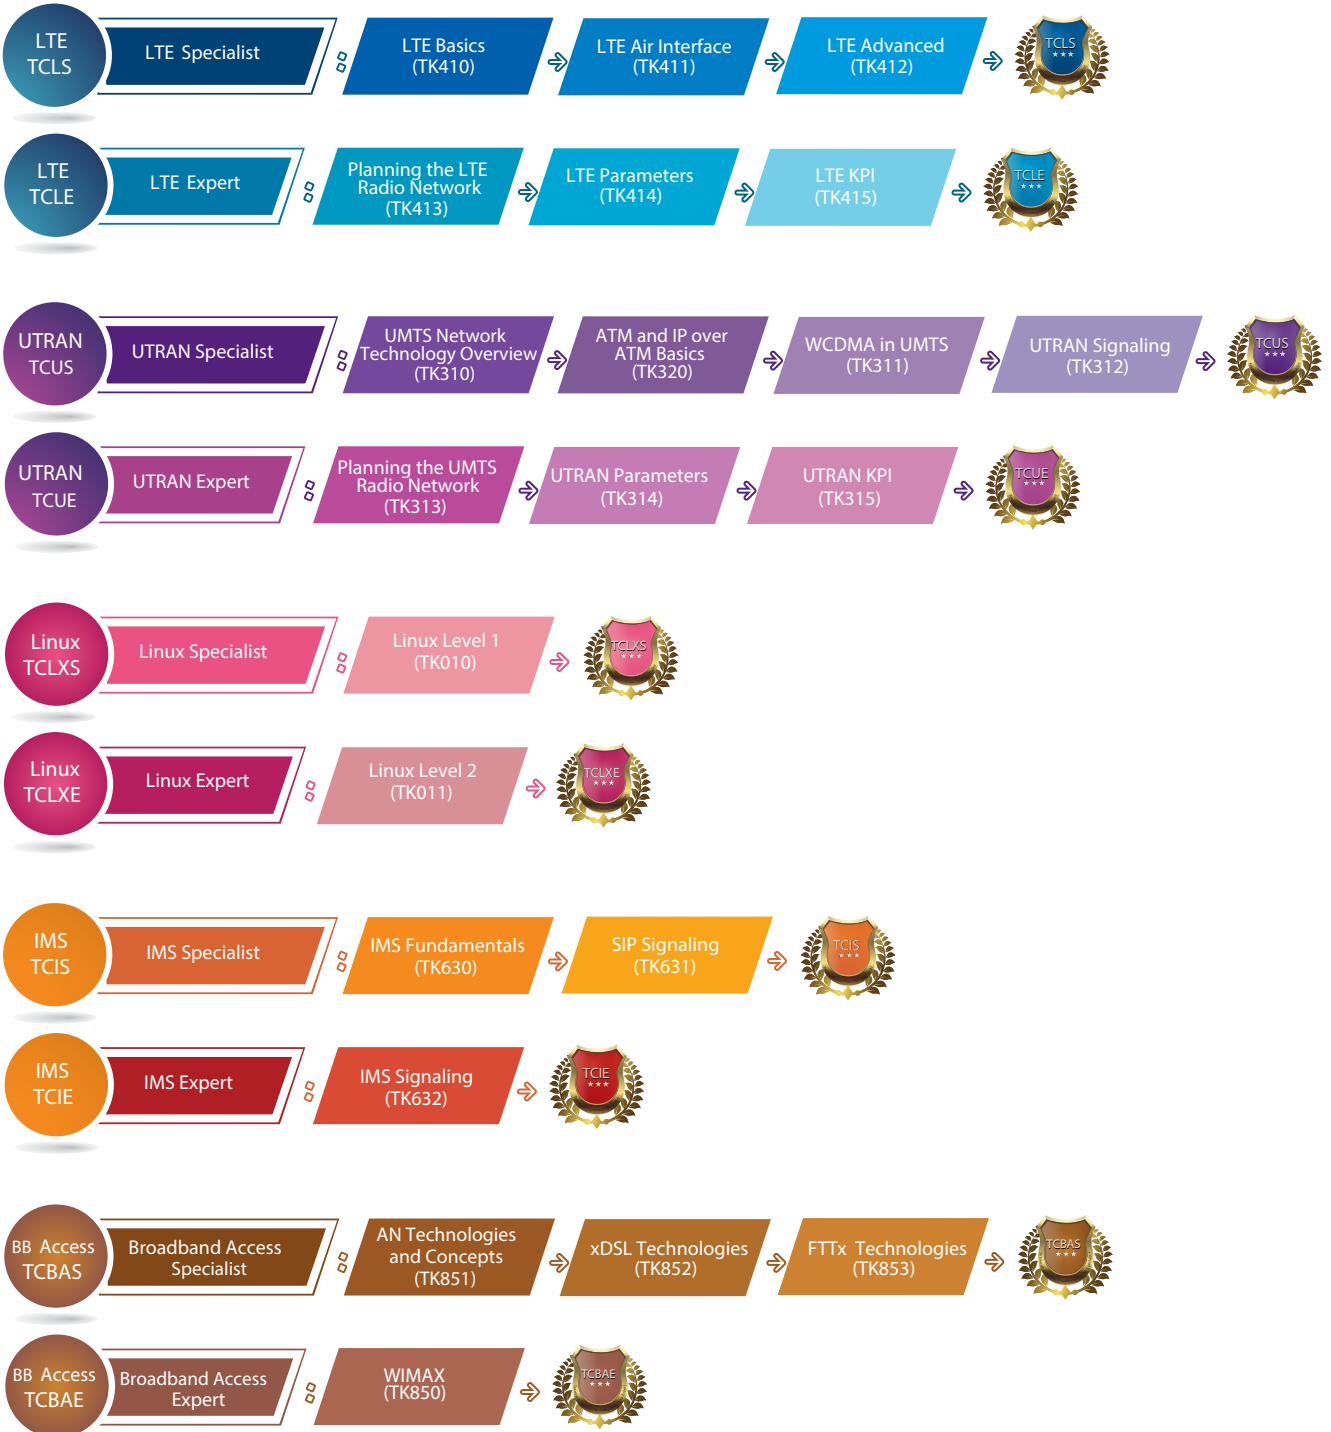 LTE
TCLS
LTE Specialist
LTE Basics
(TK410)
LTE Air Interface
(TK411)
LTE Advanced
(TK412)
TCLS
LTE
TCLE
LTE Expert
Planning the LTE
Radio Network
(TK413)
LTE Parameters
(TK414)
LTE KPI
(TK415)
TCLE
UTRAN
TCUS
UTRAN Specialist
UMTS Network
Technology Overview
(TK310)
ATM and IP over
ATM Basics
(TK320)
WCDMA in UMTS
(TK311)
UTRAN Signaling
(TK312)
TCUS
UTRAN
TCUE
UTRAN Expert
Planning the UMTS
Radio Network
(TK313)
UTRAN Parameters
(TK314)
UTRAN KPI
(TK315)
TCUE
Linux
TCLXS
Linux Specialist
Linux Level 1
(TK010)
TCLXS
Linux
TCLXE
Linux Expert
Linux Level 2
(TK011)
TCLXE
IMS
TCIS
IMS Specialist
IMS Fundamentals
(TK630)
SIP Signaling
(TK631)
TCIS
IMS
TCIE
IMS Expert
IMS Signaling
(TK632)
TCIE
BB Access
TCBAS
Broadband Access
Specialist
AN Technologies
and Concepts
(TK851)
xDSL Technologies
(TK852)
FTTx Technologies
(TK853)
TCBAS
BB Access
TCBAE
Broadband Access
Expert
WIMAX
(TK850)
TCBAE